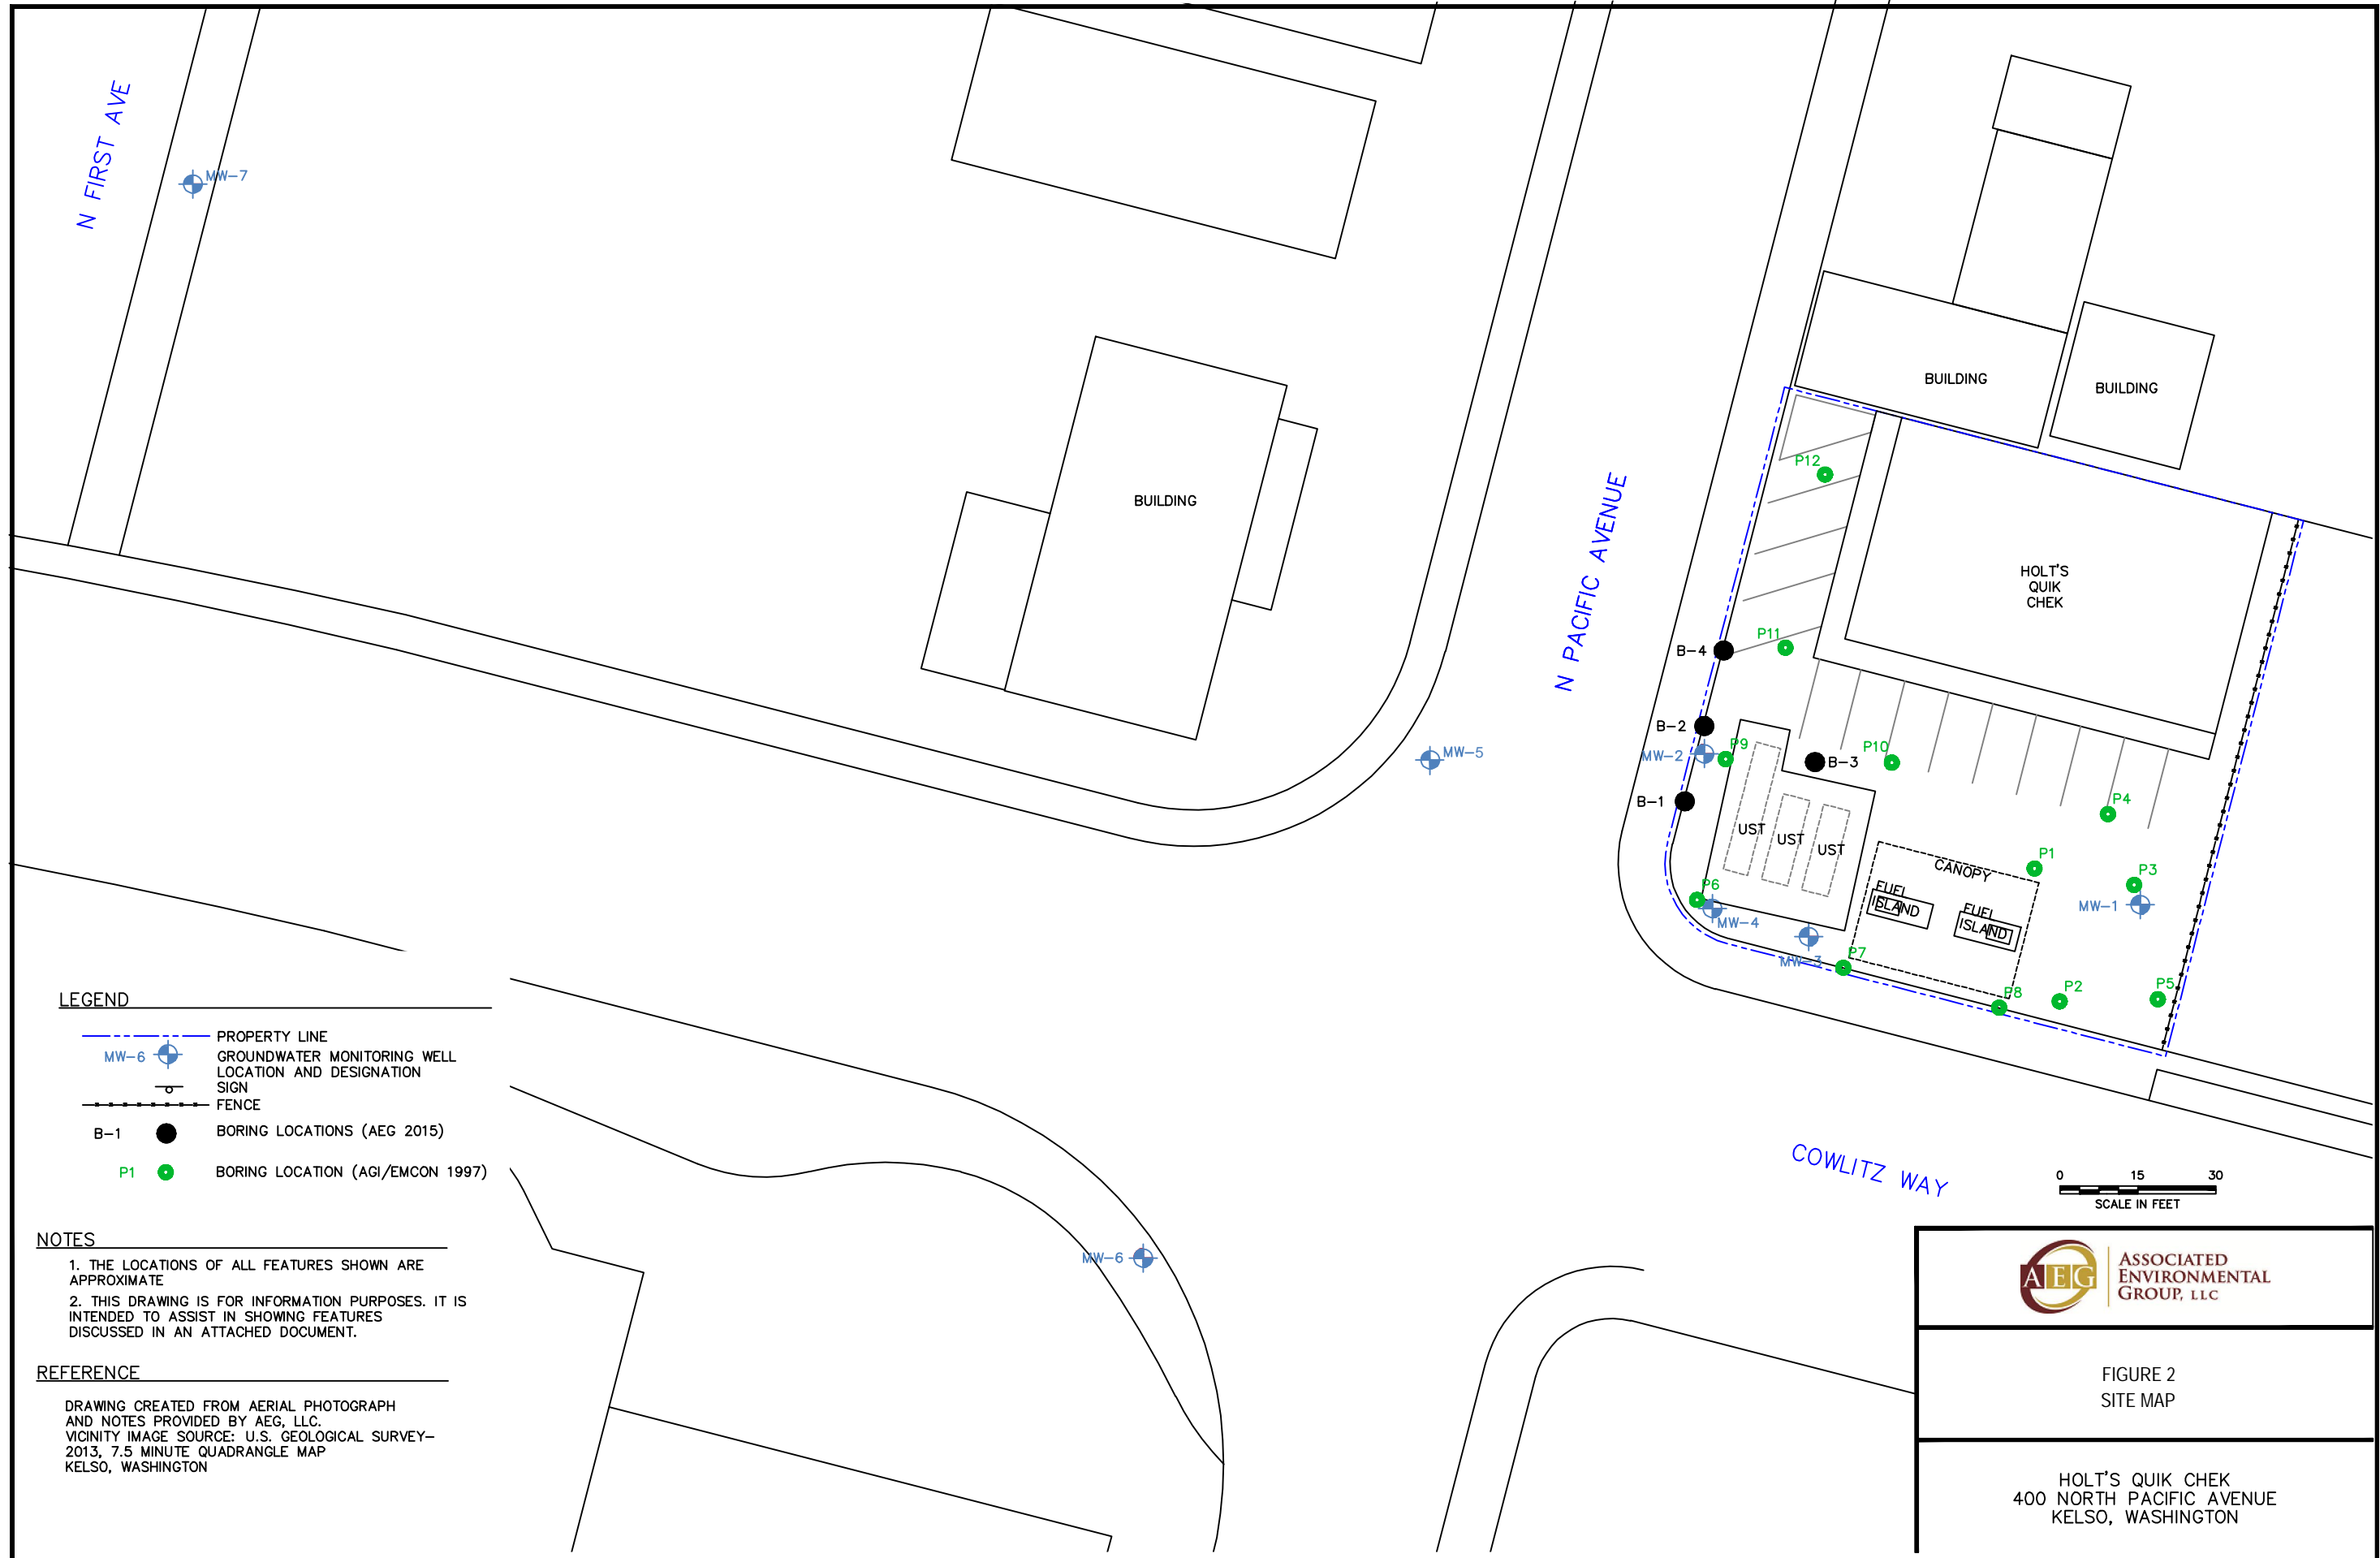 N FIRST AVE
MW-7
BUILDING
BUILDING
BUILDING
HOLT'S
QUIK
CHEK
N PACIFIC AVENUE
P12
P11
B-4
B-2
MW-2
P9
B-3
P10
MW-5
B-1
P4
UST
UST
UST
P1
CANOPY
P3
FUEL
ISLAND
FUEL
ISLAND
MW-1
P6
MW-4
MW-3
P7
P8
P2
P5
COWLITZ WAY
MW-6
0 15 30
SCALE IN FEET
LEGEND
PROPERTY LINE
MW-6 GROUNDWATER MONITORING WELL
LOCATION AND DESIGNATION
SIGN
FENCE
B-1 BORING LOCATIONS (AEG 2015)
P1 BORING LOCATION (AGI/EMCON 1997)
NOTES
1. THE LOCATIONS OF ALL FEATURES SHOWN ARE
APPROXIMATE
2. THIS DRAWING IS FOR INFORMATION PURPOSES. IT IS
INTENDED TO ASSIST IN SHOWING FEATURES
DISCUSSED IN AN ATTACHED DOCUMENT.
REFERENCE
DRAWING CREATED FROM AERIAL PHOTOGRAPH
AND NOTES PROVIDED BY AEG, LLC.
VICINITY IMAGE SOURCE: U.S. GEOLOGICAL SURVEY-
2013, 7.5 MINUTE QUADRANGLE MAP
KELSO, WASHINGTON
AEG
ASSOCIATED
ENVIRONMENTAL
GROUP, LLC
FIGURE 2
SITE MAP
HOLT'S QUIK CHEK
400 NORTH PACIFIC AVENUE
KELSO, WASHINGTON